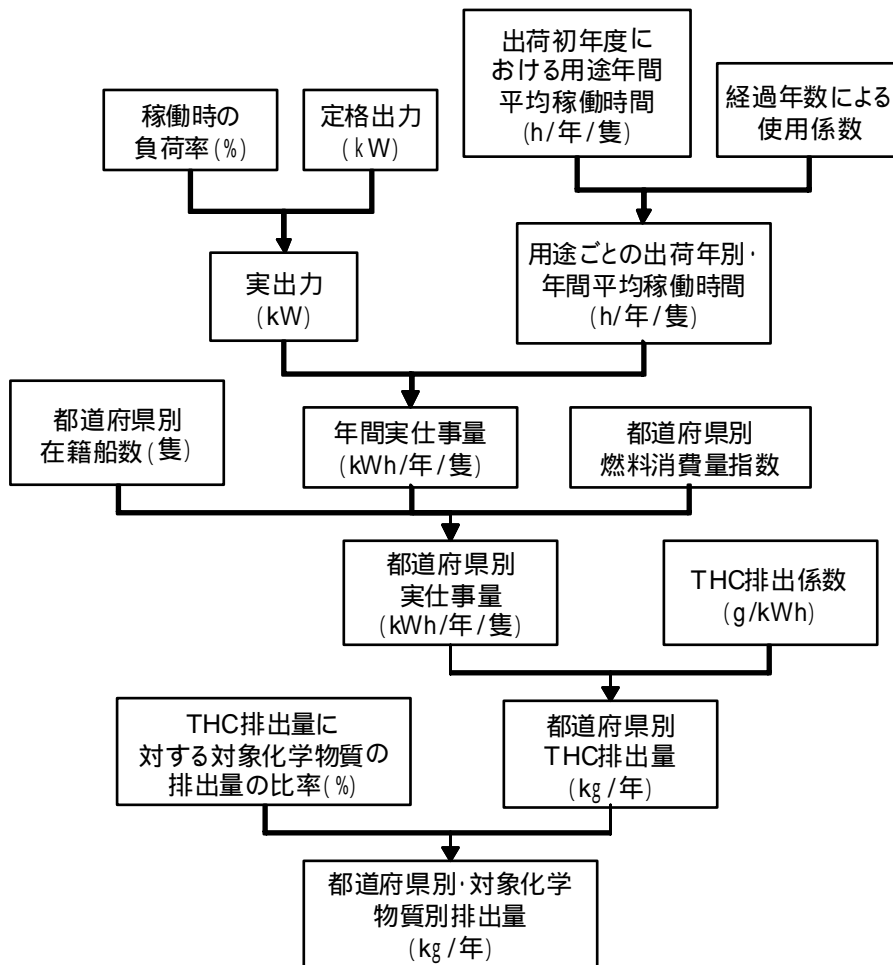 出荷初年度に
おける用途年間
平均稼働時間
(h/年/隻)
経過年数による
使用係数
稼働時の
負荷率(%)
定格出力
(kW)
実出力
(kW)
用途ごとの出荷年別・
年間平均稼働時間
(h/年/隻)
都道府県別
在籍船数(隻)
年間実仕事量
(kWh/年/隻)
都道府県別
燃料消費量指数
都道府県別
実仕事量
(kWh/年/隻)
THC排出係数
(g/kWh)
THC排出量に
対する対象化学物質の
排出量の比率(%)
都道府県別
THC排出量
(kg/年)
都道府県別・対象化学
物質別排出量
(kg/年)